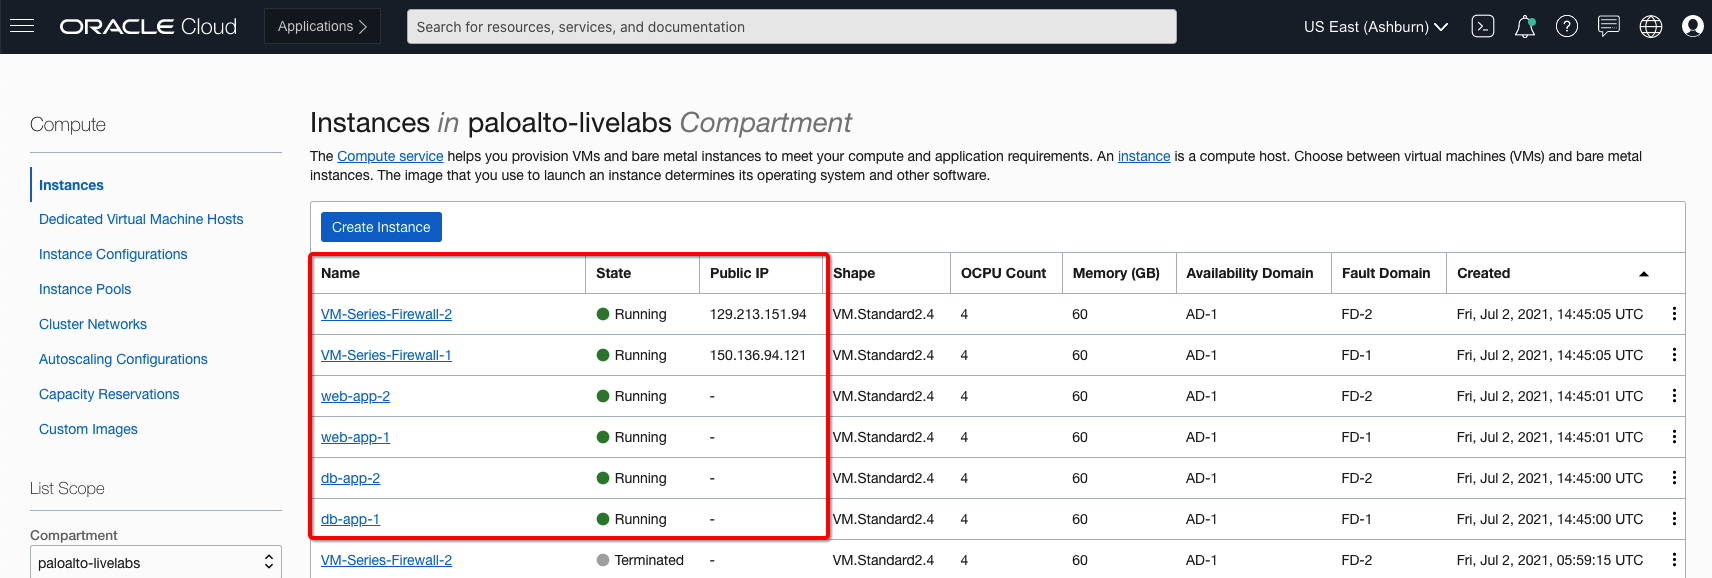 ORACLE Cloud Applications Search for resources, services, and documentation US East (Ashburn)
Compute
Instances
Dedicated Virtual Machine Hosts
Instance Configurations
Instance Pools
Cluster Networks
Autoscaling Configurations
Capacity Reservations
Custom Images
List Scope
Compartment
paloalto-livelabs
Instances in paloalto-livelabs Compartment
The Compute service helps you provision VMs and bare metal instances to meet your compute and application requirements. An instance is a compute host. Choose between virtual machines (VMs) and bare metal
instances. The image that you use to launch an instance determines its operating system and other software.
Create Instance
Name State Public IP Shape OCPU Count Memory (GB) Availability Domain Fault Domain Created
VM-Series-Firewall-2 Running 129.213.151.94 VM.Standard2.4 4 60 AD-1 FD-2 Fri, Jul 2, 2021, 14:45:05 UTC
VM-Series-Firewall-1 Running 150.136.94.121 VM.Standard2.4 4 60 AD-1 FD-1 Fri, Jul 2, 2021, 14:45:05 UTC
web-app-2 Running - VM.Standard2.4 4 60 AD-1 FD-2 Fri, Jul 2, 2021, 14:45:01 UTC
web-app-1 Running - VM.Standard2.4 4 60 AD-1 FD-1 Fri, Jul 2, 2021, 14:45:01 UTC
db-app-2 Running - VM.Standard2.4 4 60 AD-1 FD-2 Fri, Jul 2, 2021, 14:45:00 UTC
db-app-1 Running - VM.Standard2.4 4 60 AD-1 FD-1 Fri, Jul 2, 2021, 14:45:00 UTC
VM-Series-Firewall-2 Terminated - VM.Standard2.4 4 60 AD-1 FD-2 Fri, Jul 2, 2021, 05:59:15 UTC